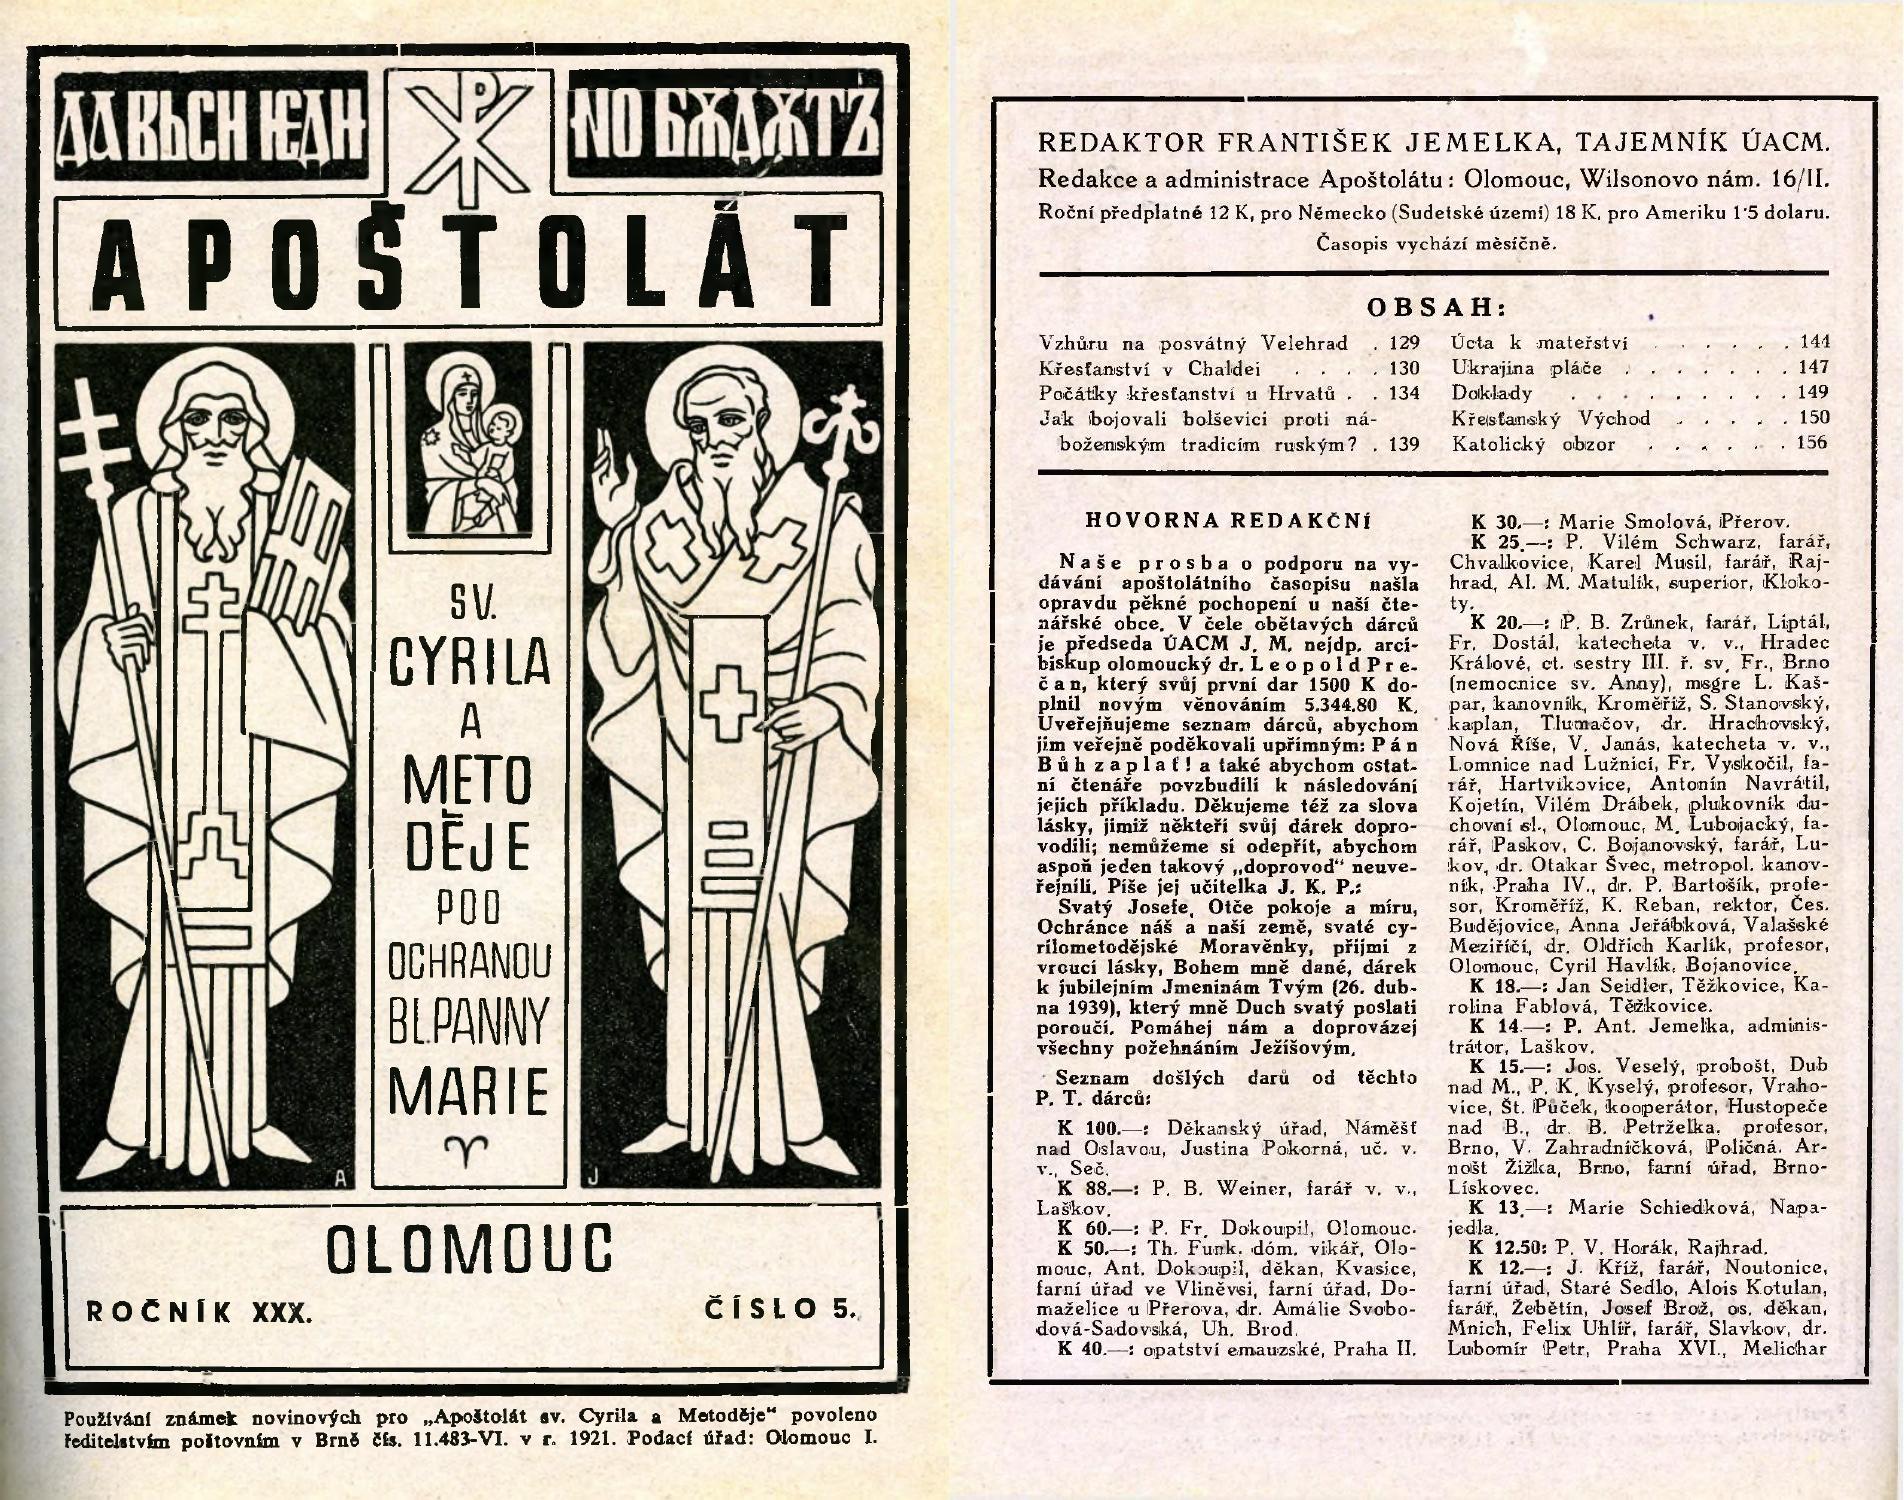 ДА ВЬСИ ѤДИ
NO БѪДѪТЪ
APOŠTOLÁT
SV.
CYRILA
A
METO
DĚJE
POD
OCHRANOU
BL.PANNY
MARIE
A
J
OLOMOUC
ROČNÍK XXX.
ČÍSLO 5.
Používání známek novinových pro „Apoštolát sv. Cyrila a Metoděje“ povoleno
ředitelstvím poštovním v Brně čís. 11.483-VI. v r. 1921. Podací úřad: Olomouc I.
REDAKTOR FRANTIŠEK JEMELKA, TAJEMNÍK ÚACM.
Redakce a administrace Apoštolátu: Olomouc, Wilsonovo nám. 16/II.
Roční předplatné 12 K, pro Německo (Sudetské území) 18 K, pro Ameriku 1·5 dolaru.
Časopis vychází měsíčně.
OBSAH:
Vzhůru na posvátný Velehrad . 129
Křesťanství v Chaldei . . . . 130
Počátky křesťanství u Hrvatů . . 134
Jak bojovali bolševici proti ná-
boženským tradicím ruským? . 139
Úcta k mateřství . . . . . . 144
Ukrajina pláče . . . . . . . 147
Doklady . . . . . . . . . 149
Křesťanský Východ . . . . . 150
Katolický obzor . . . . . . 156
HOVORNA REDAKČNÍ
Naše prosba o podporu na vy-
dávání apoštolátního časopisu našla
opravdu pěkné pochopení u naší čte-
nářské obce. V čele obětavých dárců
je předseda ÚACM J. M. nejdp. arci-
biskup olomoucký dr. Leopold Pre-
čan, který svůj první dar 1500 K do-
plnil novým věnováním 5.344.80 K.
Uveřejňujeme seznam dárců, abychom
jim veřejně poděkovali upřímným: Pán
Bůh zaplať! a také abychom ostat-
ní čtenáře povzbudili k následování
jejich příkladu. Děkujeme též za slova
lásky, jimiž někteří svůj dárek dopro-
vodili; nemůžeme si odepřít, abychom
aspoň jeden takový „doprovod“ neuve-
řejnili. Píše jej učitelka J. K. P.:
Svatý Josefe, Otče pokoje a míru,
Ochránce náš a naší země, svaté cy-
rilometodějské Moravěnky, přijmi z
vroucí lásky, Bohem mně dané, dárek
k jubilejním Jmeninám Tvým (26. dub-
na 1939), který mně Duch svatý poslati
poroučí. Pomáhej nám a doprovázej
všechny požehnáním Ježíšovým.
Seznam došlých darů od těchto
P. T. dárců:
K 100.—: Děkanský úřad, Náměšť
nad Oslavou, Justina Pokorná, uč. v.
v., Seč.
K 88.—: P. B. Weiner, farář v. v.,
Laškov.
K 60.—: P. Fr. Dokoupil, Olomouc.
K 50.—: Th. Funk, dóm. vikář, Olo-
mouc, Ant. Dokoupil, děkan, Kvasice,
farní úřad ve Vliněvsi, farní úřad, Do-
maželice u Přerova, dr. Amálie Svobo-
dová-Sadovská, Uh. Brod.
K 40.—: opatství emauzské, Praha II.
K 30.—: Marie Smolová, Přerov.
K 25.—: P. Vilém Schwarz, farář,
Chvalkovice, Karel Musil, farář, Raj-
hrad, Al. M. Matulík, superior, Kloko-
ty.
K 20.—: P. B. Zrůnek, farář, Liptál,
Fr. Dostál, katecheta v. v., Hradec
Králové, ct. sestry III. ř. sv. Fr., Brno
(nemocnice sv. Anny), msgre L. Kaš-
par, kanovník, Kroměříž, S. Stanovský,
kaplan, Tlumačov, dr. Hrachovský,
Nová Říše, V. Janás, katecheta v. v.,
Lomnice nad Lužnicí, Fr. Vyskočil, fa-
rář, Hartvíkovice, Antonín Navrátil,
Kojetín, Vilém Drábek, plukovník du-
chovní sl., Olomouc, M. Lubojacký, fa-
rář, Paskov, C. Bojanovský, farář, Lu-
kov, dr. Otakar Švec, metropol. kanov-
ník, Praha IV., dr. P. Bartošík, profe-
sor, Kroměříž, K. Reban, rektor, Čes.
Budějovice, Anna Jeřábková, Valašské
Meziříčí, dr. Oldřich Karlík, profesor,
Olomouc, Cyril Havlík, Bojanovice.
K 18.—: Jan Seidler, Těžkovice, Ka-
rolina Fablová, Těžkovice.
K 14.—: P. Ant. Jemelka, adminis-
trátor, Laškov.
K 15.—: Jos. Veselý, probošt, Dub
nad M., P. K. Kyselý, profesor, Vraho-
vice, Št. Půček, kooperátor, Hustopeče
nad B., dr. B. Petrželka, profesor,
Brno, V. Zahradníčková, Poličná, Ar-
nošt Žižka, Brno, farní úřad, Brno-
Lískovec.
K 13.—: Marie Schiedková, Napa-
jedla.
K 12.50: P. V. Horák, Rajhrad.
K 12.—: J. Kříž, farář, Noutonice,
farní úřad, Staré Sedlo, Alois Kotulan,
farář, Žebětín, Josef Brož, os. děkan,
Mnich, Felix Uhlíř, farář, Slavkov, dr.
Lubomír Petr, Praha XVI., Melichar